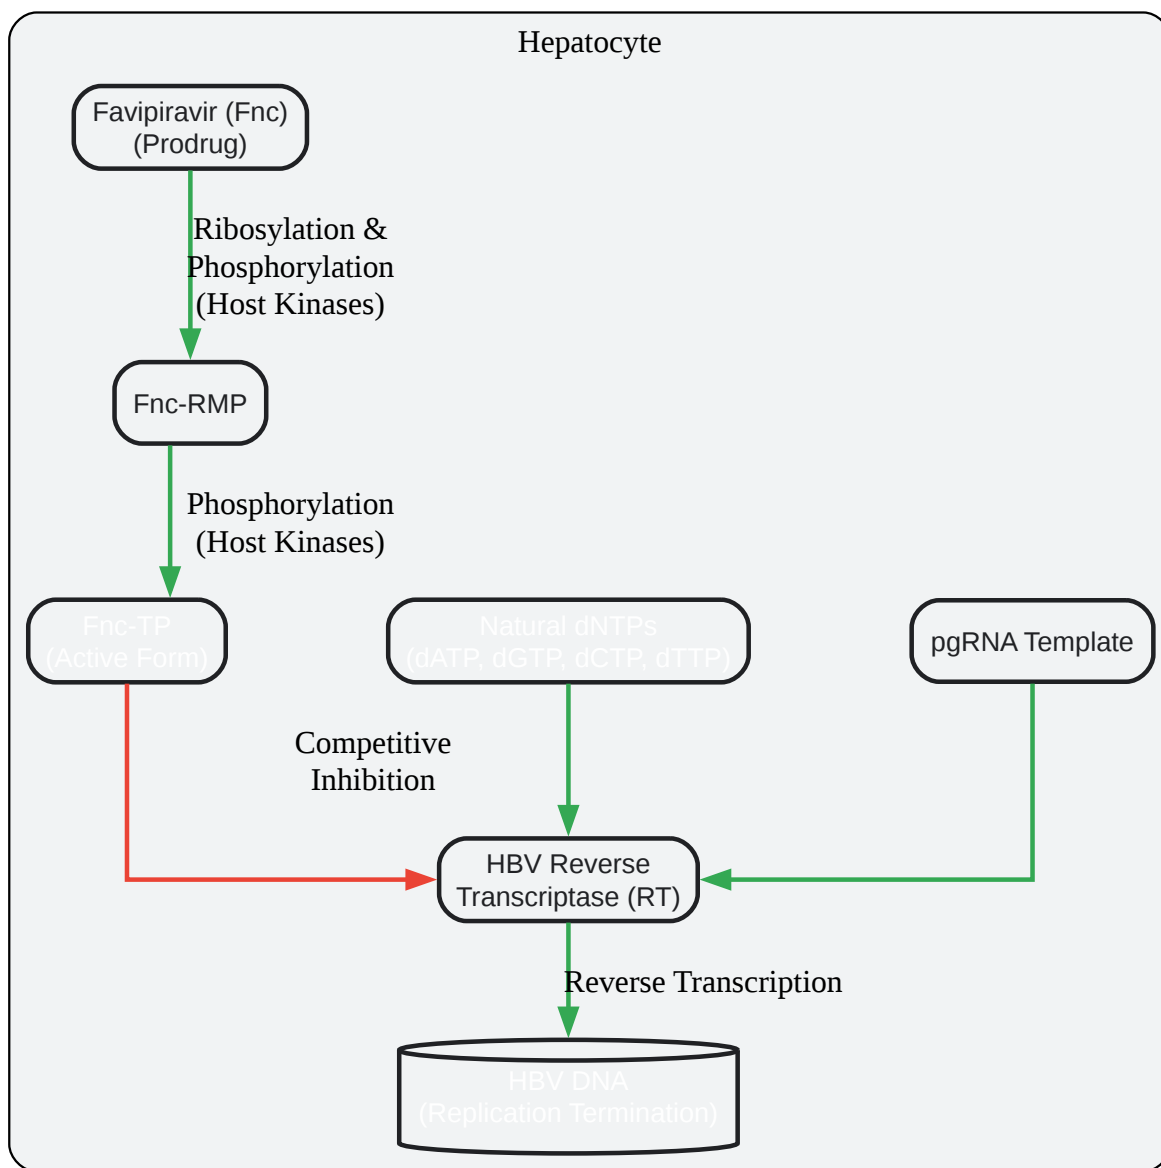 Hepatocyte
Favipiravir (Fnc)
(Prodrug)
Ribosylation &
Phosphorylation
(Host Kinases)
Fnc-RMP
Phosphorylation
(Host Kinases)
Fnc-TP
(Active Form)
Natural dNTPs
(dATP, dGTP, dCTP, dTTP)
pgRNA Template
Competitive
Inhibition
HBV Reverse
Transcriptase (RT)
Reverse Transcription
HBV DNA
(Replication Termination)